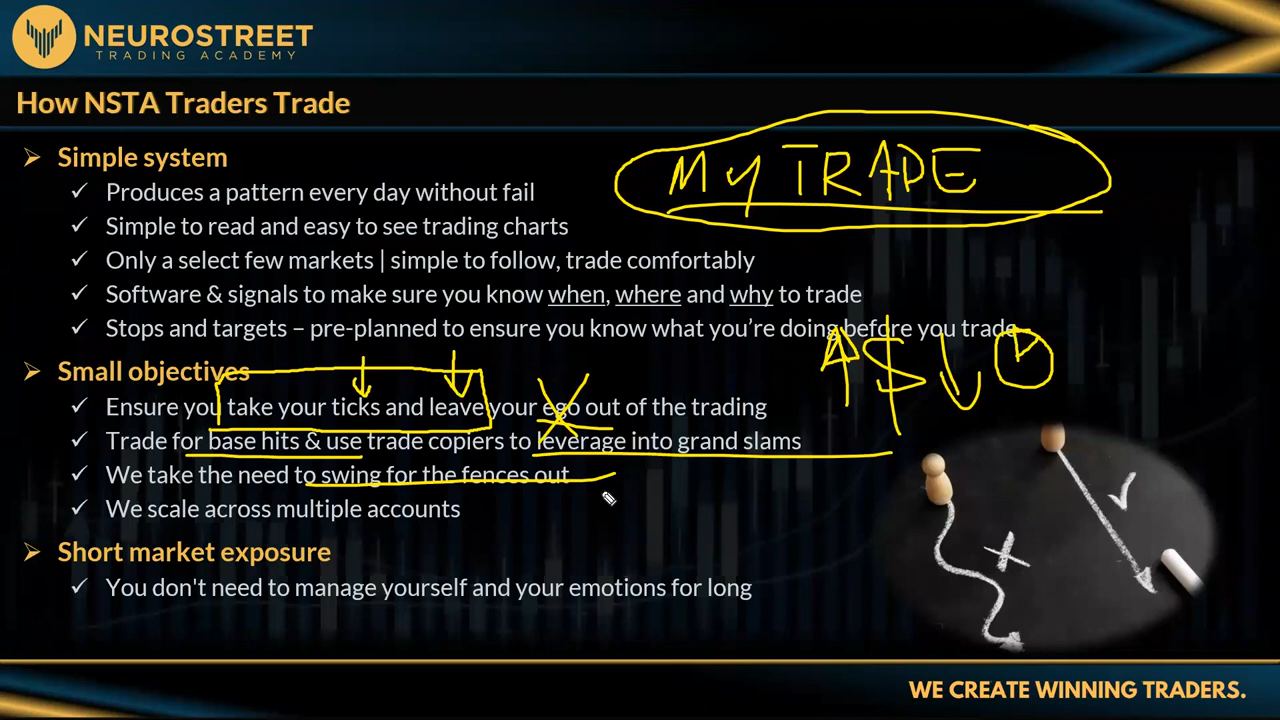 NEUROSTREET
TRADING ACADEMY
How NSTA Traders Trade
MY TRADE
➢ Simple system
✓ Produces a pattern every day without fail
✓ Simple to read and easy to see trading charts
✓ Only a select few markets | simple to follow, trade comfortably
✓ Software & signals to make sure you know when, where and why to trade
✓ Stops and targets – pre-planned to ensure you know what you're doing before you trade
$
➢ Small objectives
✓ Ensure you take your ticks and leave your ego out of the trading
✓ Trade for base hits & use trade copiers to leverage into grand slams
✓ We take the need to swing for the fences out
✓ We scale across multiple accounts
➢ Short market exposure
✓ You don't need to manage yourself and your emotions for long
WE CREATE WINNING TRADERS.